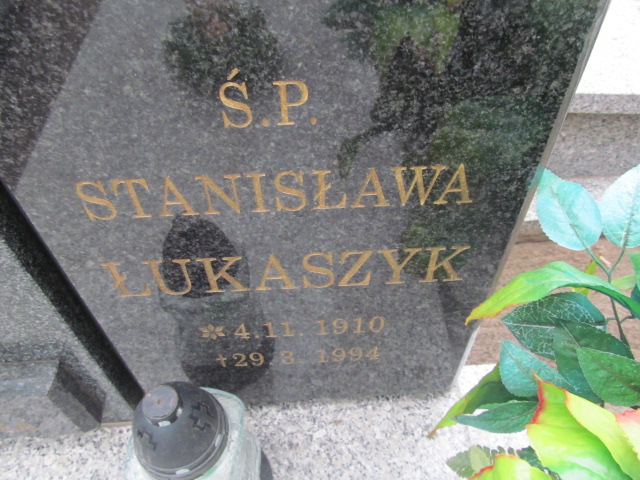 Ś.P.
STANISŁAWA
ŁUKASZYK
* 4.11. 1910
†29.3. 1994